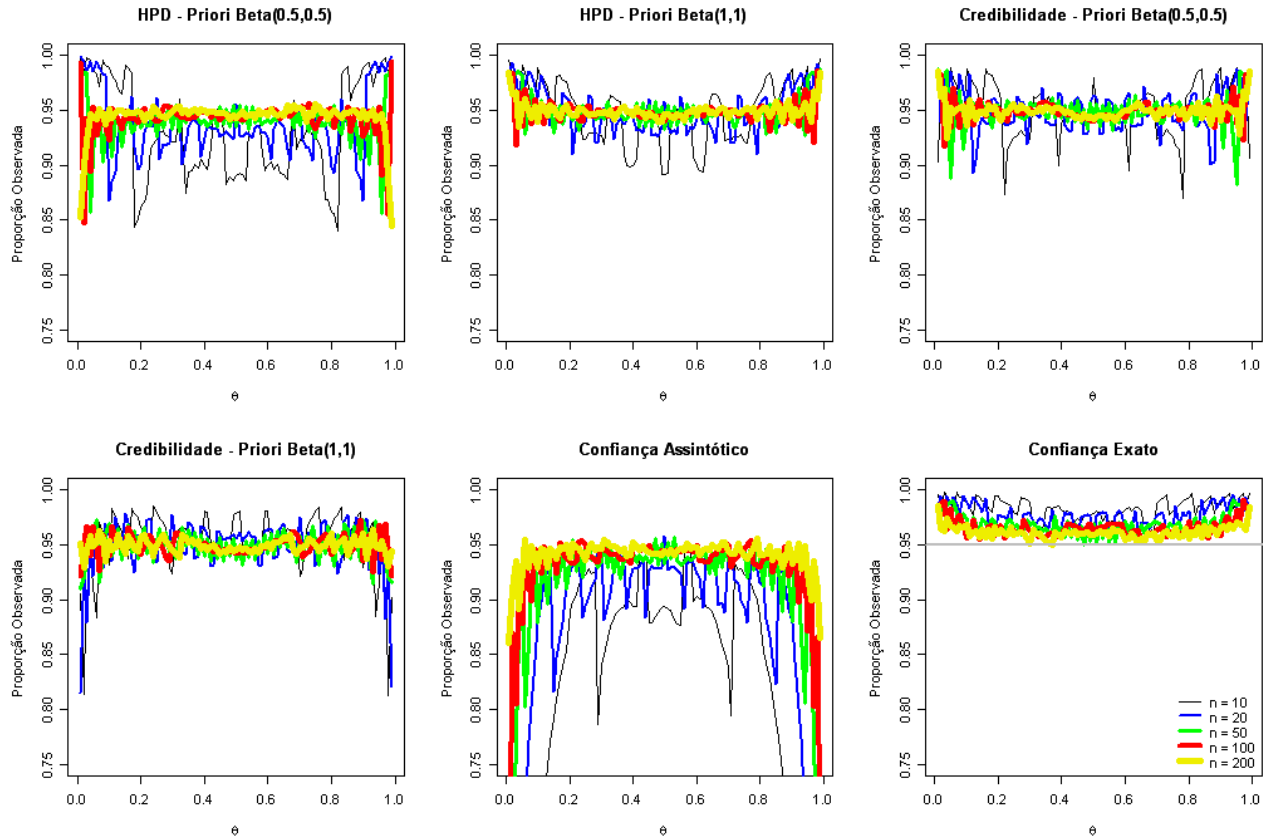 HPD - Priori Beta(0.5,0.5)
Proporção Observada
1.00
0.95
0.90
0.85
0.80
0.75
0.0 0.2 0.4 0.6 0.8 1.0
θ
HPD - Priori Beta(1,1)
Proporção Observada
1.00
0.95
0.90
0.85
0.80
0.75
0.0 0.2 0.4 0.6 0.8 1.0
θ
Credibilidade - Priori Beta(0.5,0.5)
Proporção Observada
1.00
0.95
0.90
0.85
0.80
0.75
0.0 0.2 0.4 0.6 0.8 1.0
θ
Credibilidade - Priori Beta(1,1)
Proporção Observada
1.00
0.95
0.90
0.85
0.80
0.75
0.0 0.2 0.4 0.6 0.8 1.0
θ
Confiança Assintótico
Proporção Observada
1.00
0.95
0.90
0.85
0.80
0.75
0.0 0.2 0.4 0.6 0.8 1.0
θ
Confiança Exato
Proporção Observada
1.00
0.95
0.90
0.85
0.80
0.75
0.0 0.2 0.4 0.6 0.8 1.0
θ
n = 10
n = 20
n = 50
n = 100
n = 200